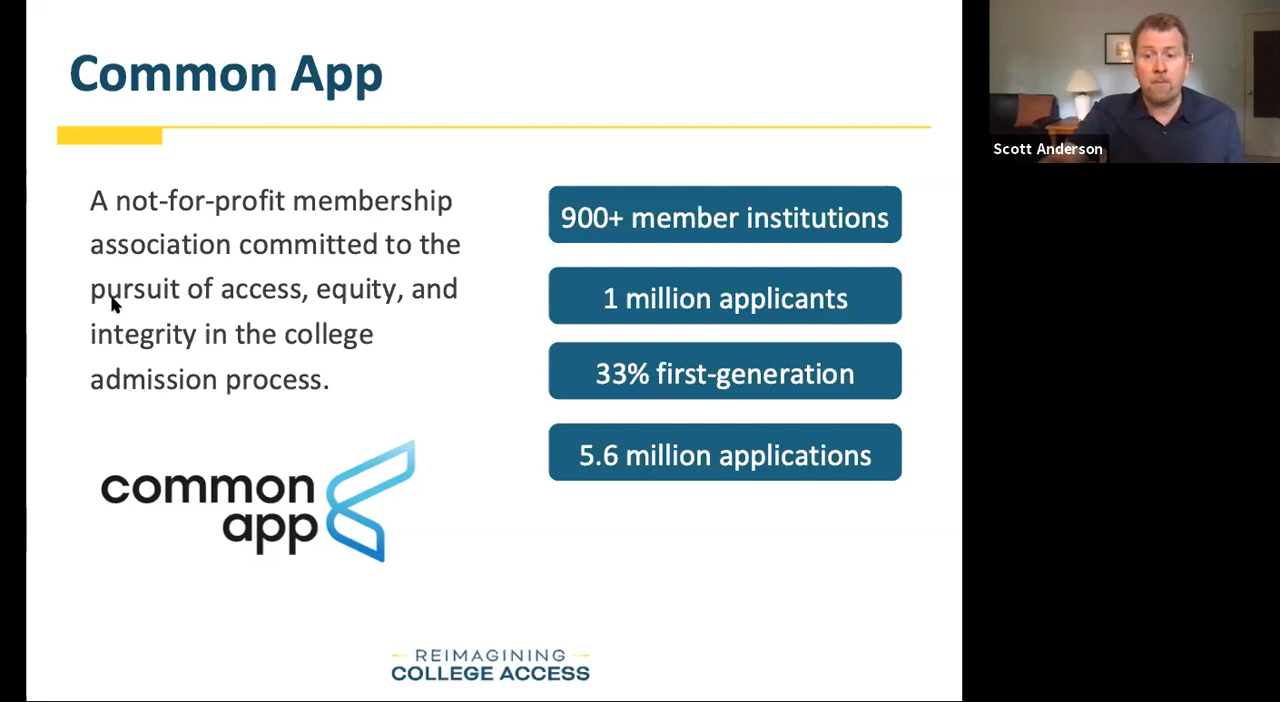 Common App
A not-for-profit membership
association committed to the
pursuit of access, equity, and
integrity in the college
admission process.
common
app
900+ member institutions
1 million applicants
33% first-generation
5.6 million applications
REIMAGINING
COLLEGE ACCESS
Scott Anderson